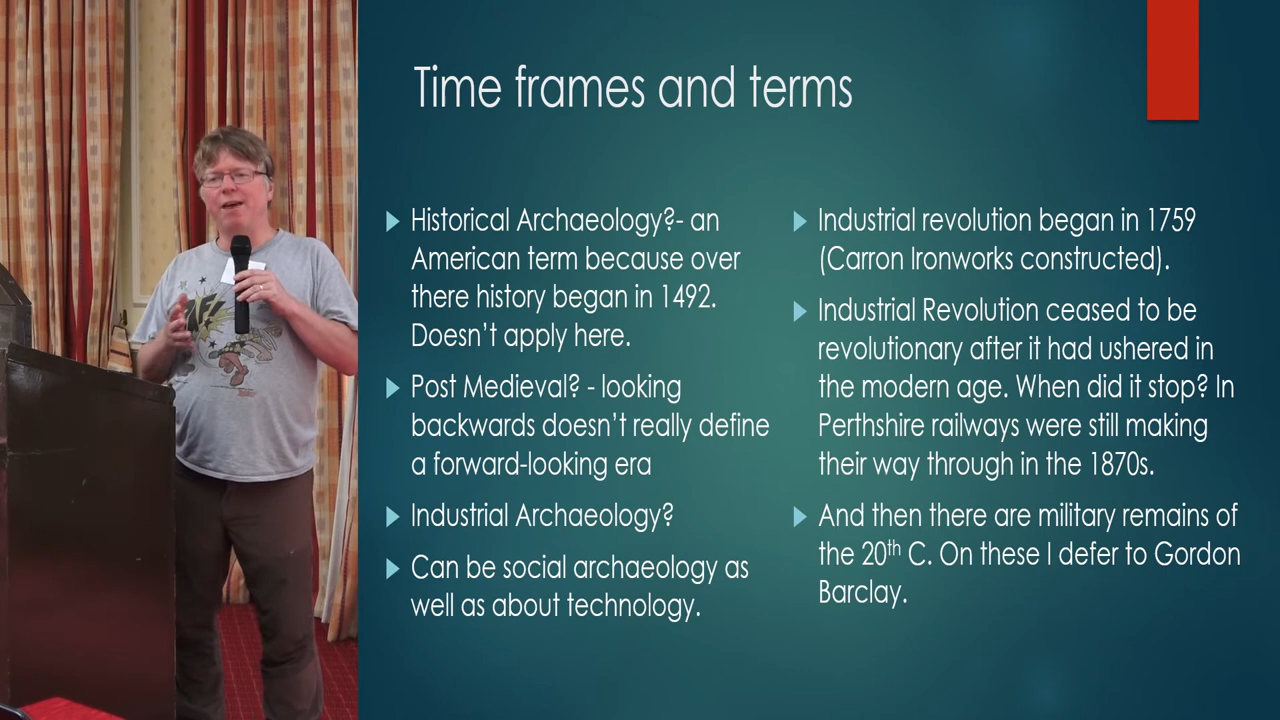 Time frames and terms
Historical Archaeology?- an
American term because over
there history began in 1492.
Doesn't apply here.
Post Medieval? - looking
backwards doesn't really define
a forward-looking era
Industrial Archaeology?
Can be social archaeology as
well as about technology.
Industrial revolution began in 1759
(Carron Ironworks constructed).
Industrial Revolution ceased to be
revolutionary after it had ushered in
the modern age. When did it stop? In
Perthshire railways were still making
their way through in the 1870s.
And then there are military remains of
the 20th C. On these I defer to Gordon
Barclay.